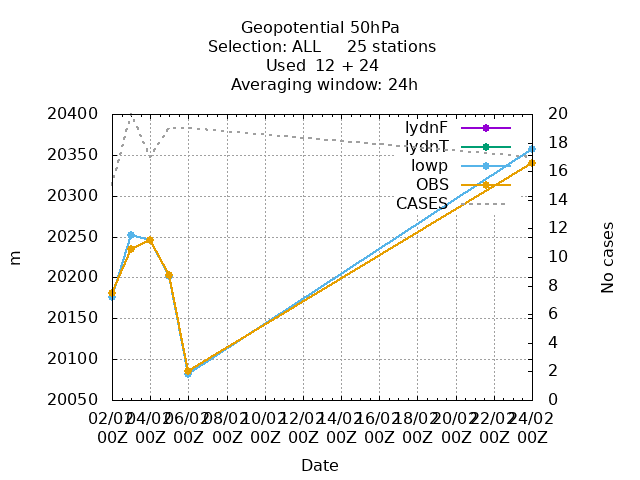 Geopotential 50hPa
Selection: ALL 25 stations
Used 12 + 24
Averaging window: 24h
20400
20350
20300
20250
20200
20150
20100
20050
m
20
18
16
14
12
10
8
6
4
2
0
No cases
lydnF
lydnT
lowp
OBS
CASES
02/02 04/02 06/02 08/02 10/02 12/02 14/02 16/02 18/02 20/02 22/02 24/02
00Z 00Z 00Z 00Z 00Z 00Z 00Z 00Z 00Z 00Z 00Z 00Z
Date